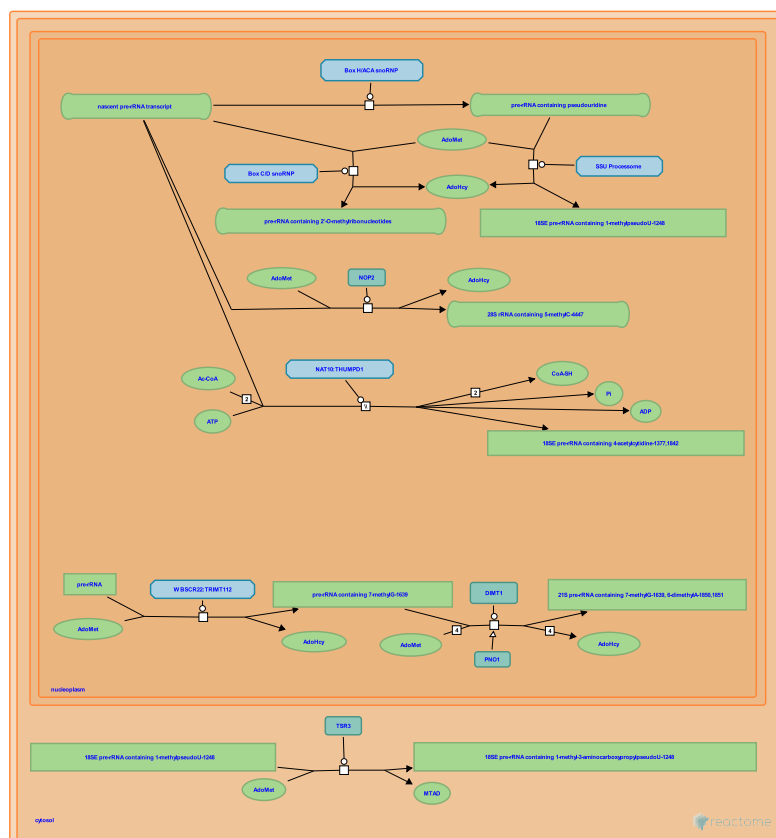 Box H/ACA snoRNP
nascent pre-rRNA transcript
pre-rRNA containing pseudouridine
AdoMet
Box C/D snoRNP
SSU Processome
AdoHcy
pre-rRNA containing 2'-O-methylribonucleotides
18SE pre-rRNA containing 1-methylpseudoU-1248
AdoMet
NOP2
AdoHcy
28S rRNA containing 5-methylC-4447
NAT10:THUMPD1
Ac-CoA
CoA-SH
2
2
Pi
ATP
ADP
18SE pre-rRNA containing 4-acetylcytidine-1377,1842
pre-rRNA
WBSCR22:TRIMT112
pre-rRNA containing 7-methylG-1639
DIMT1
21S pre-rRNA containing 7-methylG-1639, 6-dimethylA-1850,1851
AdoMet
AdoHcy
AdoMet
4
4
AdoHcy
PNO1
nucleoplasm
TSR3
18SE pre-rRNA containing 1-methylpseudoU-1248
18SE pre-rRNA containing 1-methyl-3-aminocarboxypropylpseudoU-1248
AdoMet
MTAD
cytosol
reactome